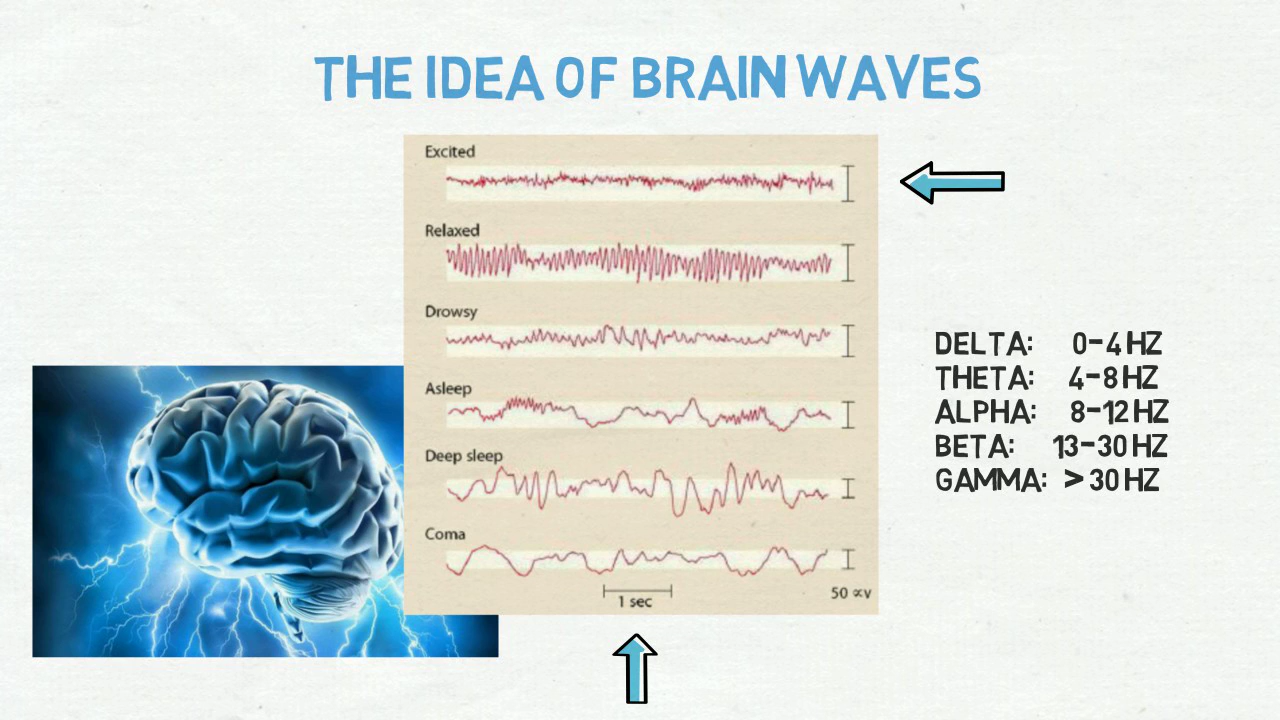 THE IDEA OF BRAIN WAVES
Excited
Relaxed
Drowsy
Asleep
Deep sleep
Coma
1 sec
50 ∝v
DELTA: 0-4 HZ
THETA: 4-8 HZ
ALPHA: 8-12 HZ
BETA: 13-30 HZ
GAMMA: > 30 HZ